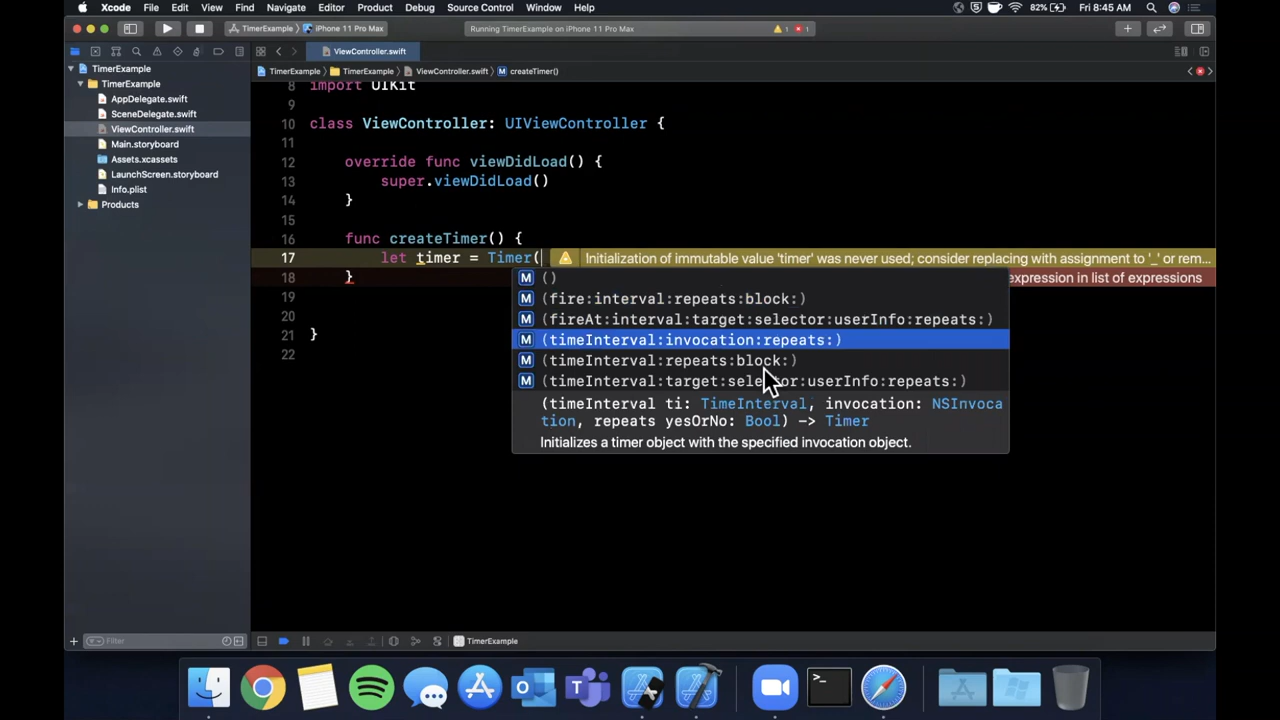 Xcode File Edit View Find Navigate Editor Product Debug Source Control Window Help 82% Fri 8:45 AM
TimerExample iPhone 11 Pro Max Running TimerExample on iPhone 11 Pro Max 1 1
ViewController.swift
TimerExample TimerExample ViewController.swift M createTimer()
TimerExample
TimerExample
AppDelegate.swift
SceneDelegate.swift
ViewController.swift
Main.storyboard
Assets.xcassets
LaunchScreen.storyboard
Info.plist
Products
8 import UIKit
9
10 class ViewController: UIViewController {
11
12 override func viewDidLoad() {
13 super.viewDidLoad()
14 }
15
16 func createTimer() {
17 let timer = Timer( Initialization of immutable value 'timer' was never used; consider replacing with assignment to '_' or rem...
18 } expression in list of expressions
19
20
21 }
22
M ()
M (fire:interval:repeats:block:)
M (fireAt:interval:target:selector:userInfo:repeats:)
M (timeInterval:invocation:repeats:)
M (timeInterval:repeats:block:)
M (timeInterval:target:selector:userInfo:repeats:)
(timeInterval ti: TimeInterval, invocation: NSInvoca
tion, repeats yesOrNo: Bool) -> Timer
Initializes a timer object with the specified invocation object.
Filter
TimerExample